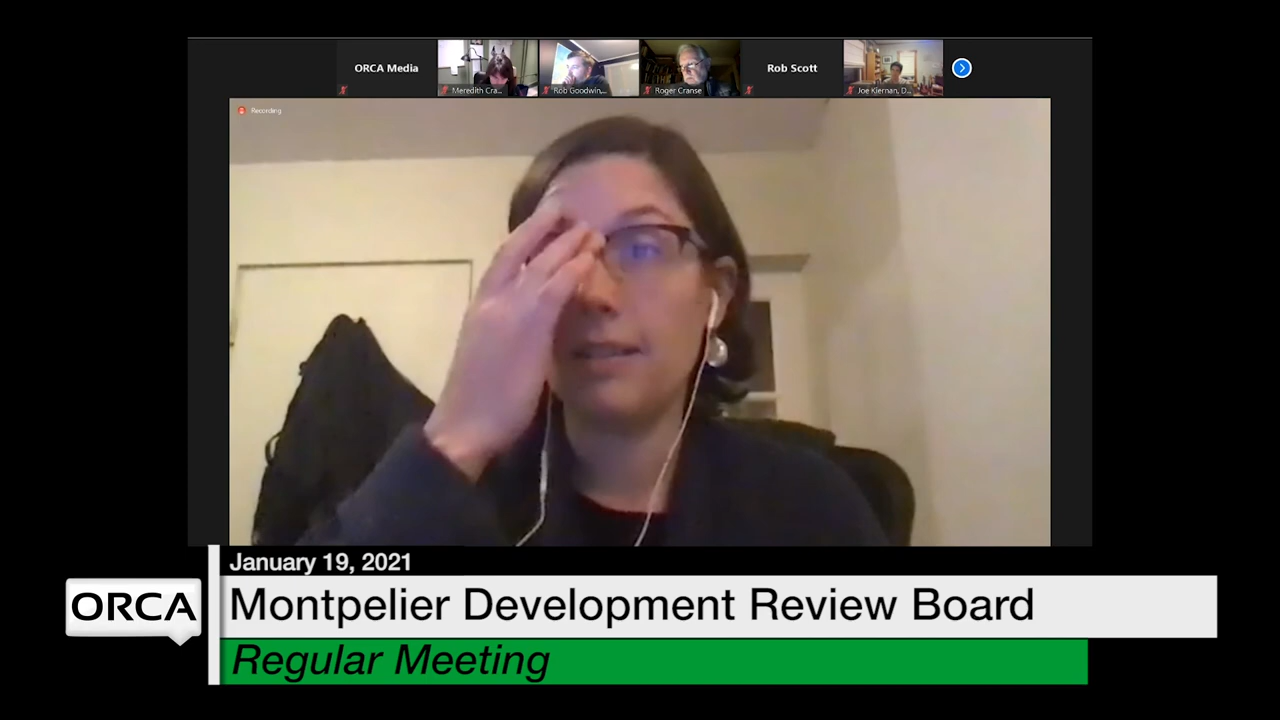 ORCA Media
Meredith Cra...
Rob Goodwin,...
Roger Cranse
Rob Scott
Joe Kiernan, D...
Recording
January 19, 2021
ORCA
Montpelier Development Review Board
Regular Meeting